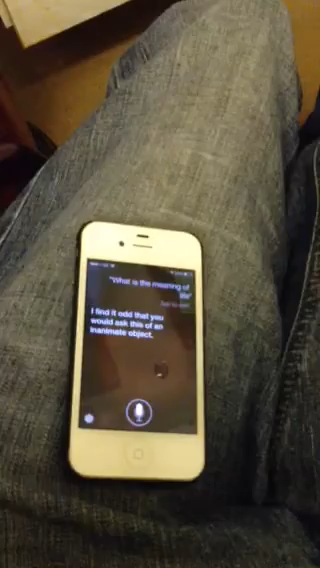 "What is the meaning of
life"
I find it odd that you
would ask this of an
inanimate object.